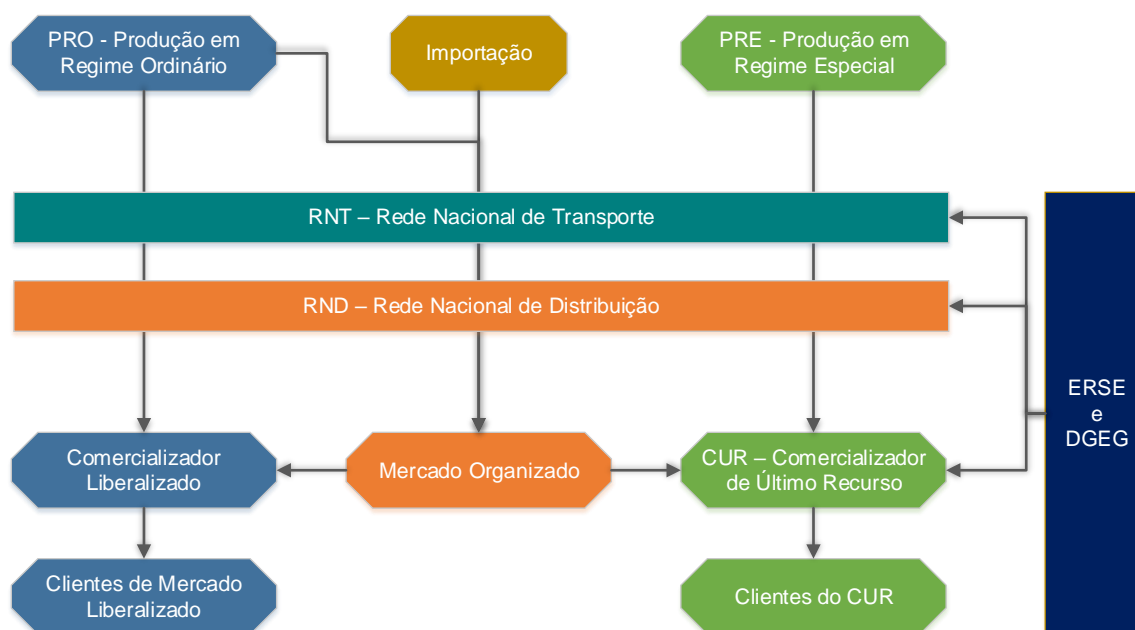 PRO - Produção em
Regime Ordinário
Importação
PRE - Produção em
Regime Especial
RNT – Rede Nacional de Transporte
RND – Rede Nacional de Distribuição
ERSE
e
DGEG
Comercializador
Liberalizado
Mercado Organizado
CUR – Comercializador
de Último Recurso
Clientes de Mercado
Liberalizado
Clientes do CUR